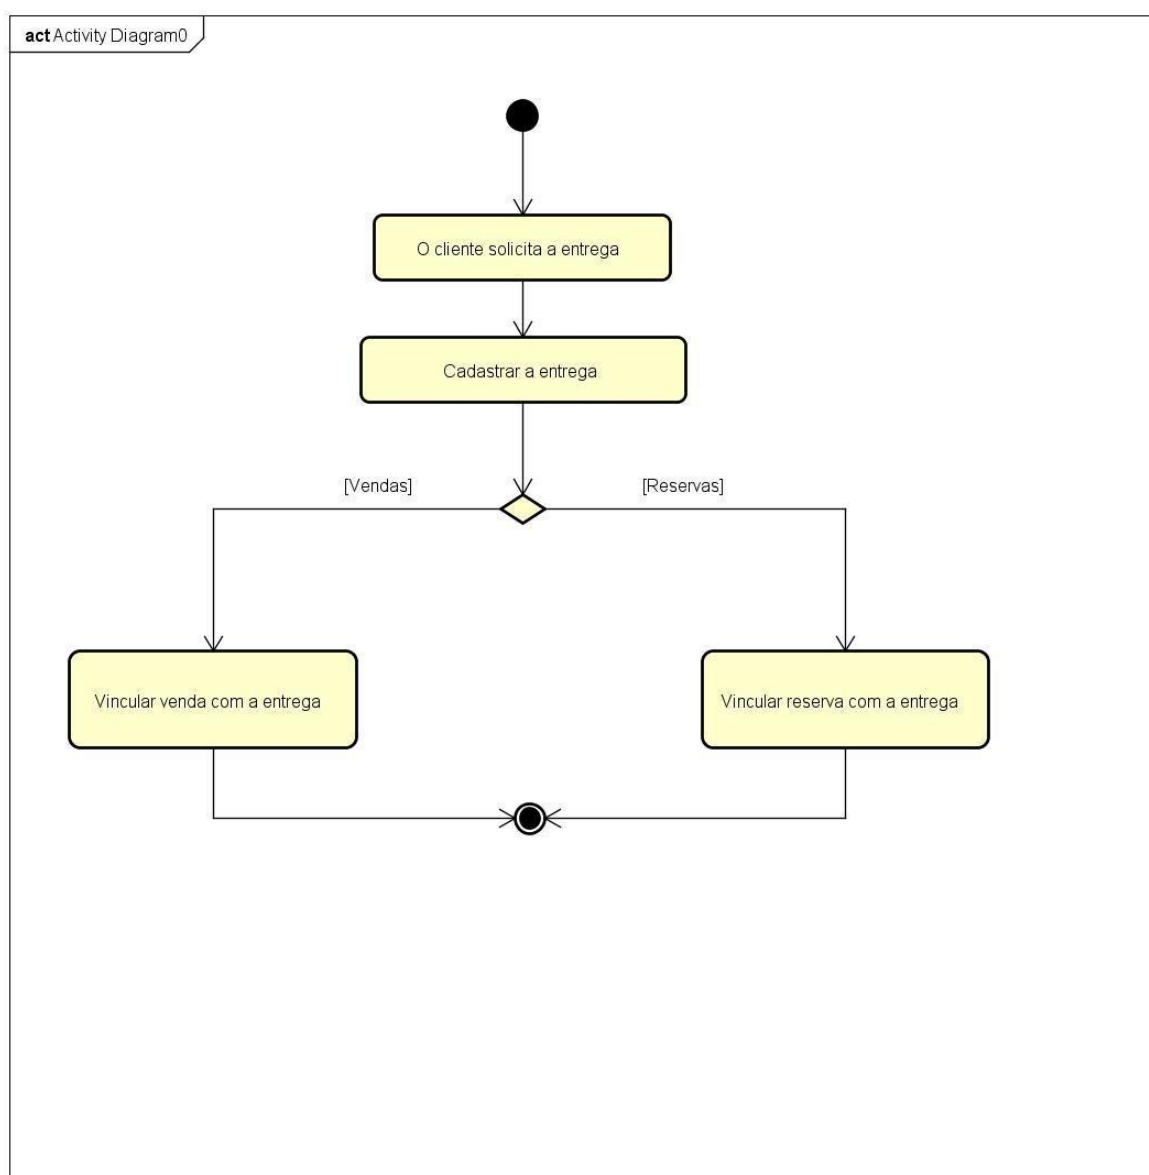 act Activity Diagram0
O cliente solicita a entrega
Cadastrar a entrega
[Vendas]
[Reservas]
Vincular venda com a entrega
Vincular reserva com a entrega